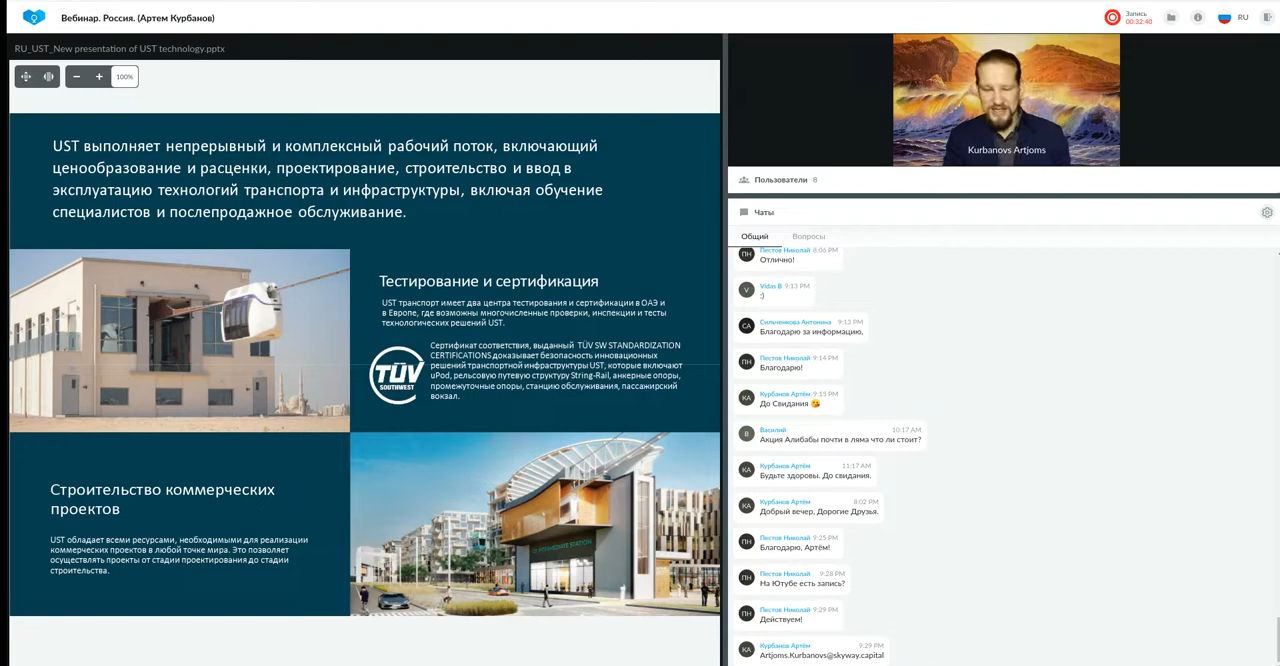 Вебинар. Россия. (Артем Курбанов)
Запись
00:32:40
RU
RU_UST_New presentation of UST technology.pptx
100%
UST выполняет непрерывный и комплексный рабочий поток, включающий
ценообразование и расценки, проектирование, строительство и ввод в
эксплуатацию технологий транспорта и инфраструктуры, включая обучение
специалистов и послепродажное обслуживание.
Тестирование и сертификация
UST транспорт имеет два центра тестирования и сертификации в ОАЭ и
в Европе, где возможны многочисленные проверки, инспекции и тесты
технологических решений UST.
TÜV
SOUTHWEST
Сертификат соответствия, выданный TÜV SW STANDARDIZATION
CERTIFICATIONS доказывает безопасность инновационных
решений транспортной инфраструктуры UST, которые включают
uPod, рельсовую путевую структуру String-Rail, анкерные опоры,
промежуточные опоры, станцию обслуживания, пассажирский
вокзал.
Строительство коммерческих
проектов
UST обладает всеми ресурсами, необходимыми для реализации
коммерческих проектов в любой точке мира. Это позволяет
осуществлять проекты от стадии проектирования до стадии
строительства.
Kurbanovs Artjoms
Пользователи 8
Чаты
Общий Вопросы
ПН Пестов Николай 8:06 PM
Отлично!
V Vidas B 9:13 PM
:)
СА Сильченкова Антонина 9:13 PM
Благодарю за информацию,
ПН Пестов Николай 9:14 PM
Благодарю!
КА Курбанов Артём 9:15 PM
До Свидания 😘
В Василий 10:17 AM
Акция Алибабы почти в ляма что ли стоит?
КА Курбанов Артём 11:17 AM
Будьте здоровы. До свидания.
КА Курбанов Артём 8:02 PM
Добрый вечер, Дорогие Друзья.
ПН Пестов Николай 9:25 PM
Благодарю, Артём!
ПН Пестов Николай 9:28 PM
На Ютубе есть запись?
ПН Пестов Николай 9:29 PM
Действуем!
КА Курбанов Артём 9:29 PM
Artjoms.Kurbanovs@skyway.capital